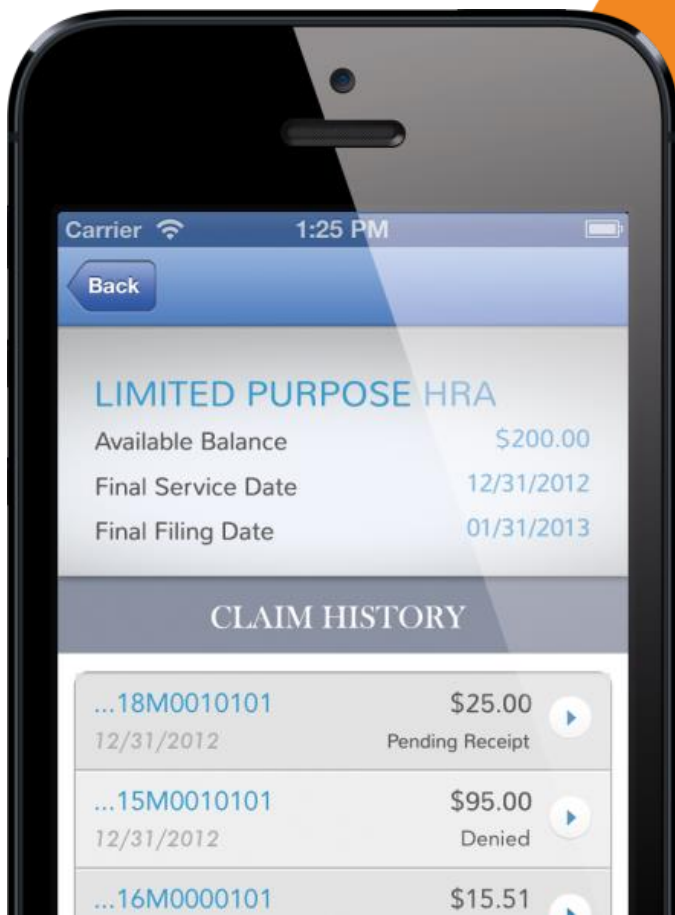 Carrier 1:25 PM
Back
LIMITED PURPOSE HRA
Available Balance $200.00
Final Service Date 12/31/2012
Final Filing Date 01/31/2013
CLAIM HISTORY
...18M0010101 $25.00
12/31/2012 Pending Receipt
...15M0010101 $95.00
12/31/2012 Denied
...16M0000101 $15.51